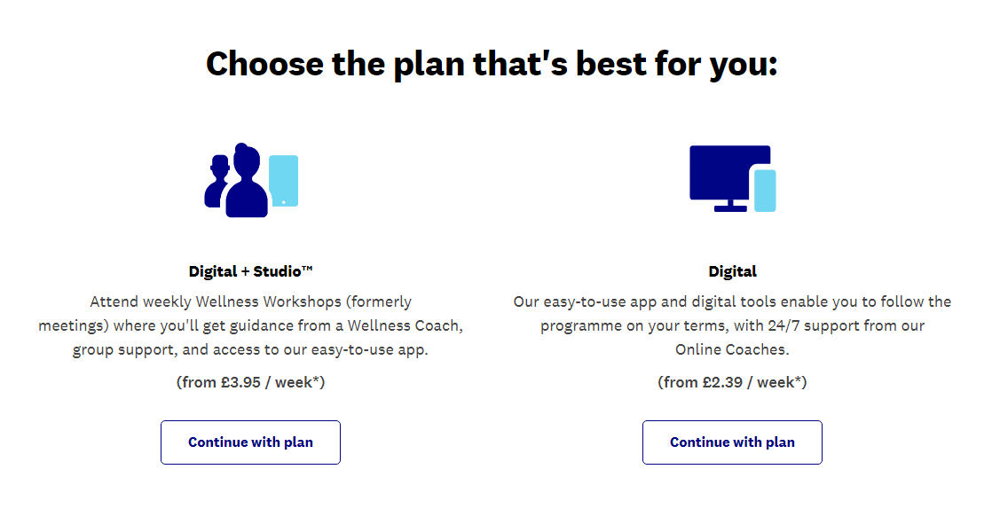 Choose the plan that's best for you:
Digital + Studio™
Attend weekly Wellness Workshops (formerly
meetings) where you'll get guidance from a Wellness Coach,
group support, and access to our easy-to-use app.
(from £3.95 / week*)
Continue with plan
Digital
Our easy-to-use app and digital tools enable you to follow the
programme on your terms, with 24/7 support from our
Online Coaches.
(from £2.39 / week*)
Continue with plan